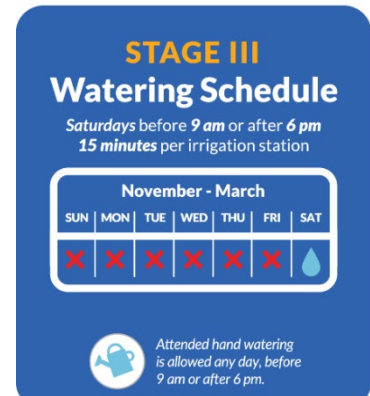 STAGE III
Watering Schedule
Saturdays before 9 am or after 6 pm
15 minutes per irrigation station
November - March
SUN MON TUE WED THU FRI SAT
Attended hand watering
is allowed any day, before
9 am or after 6 pm.